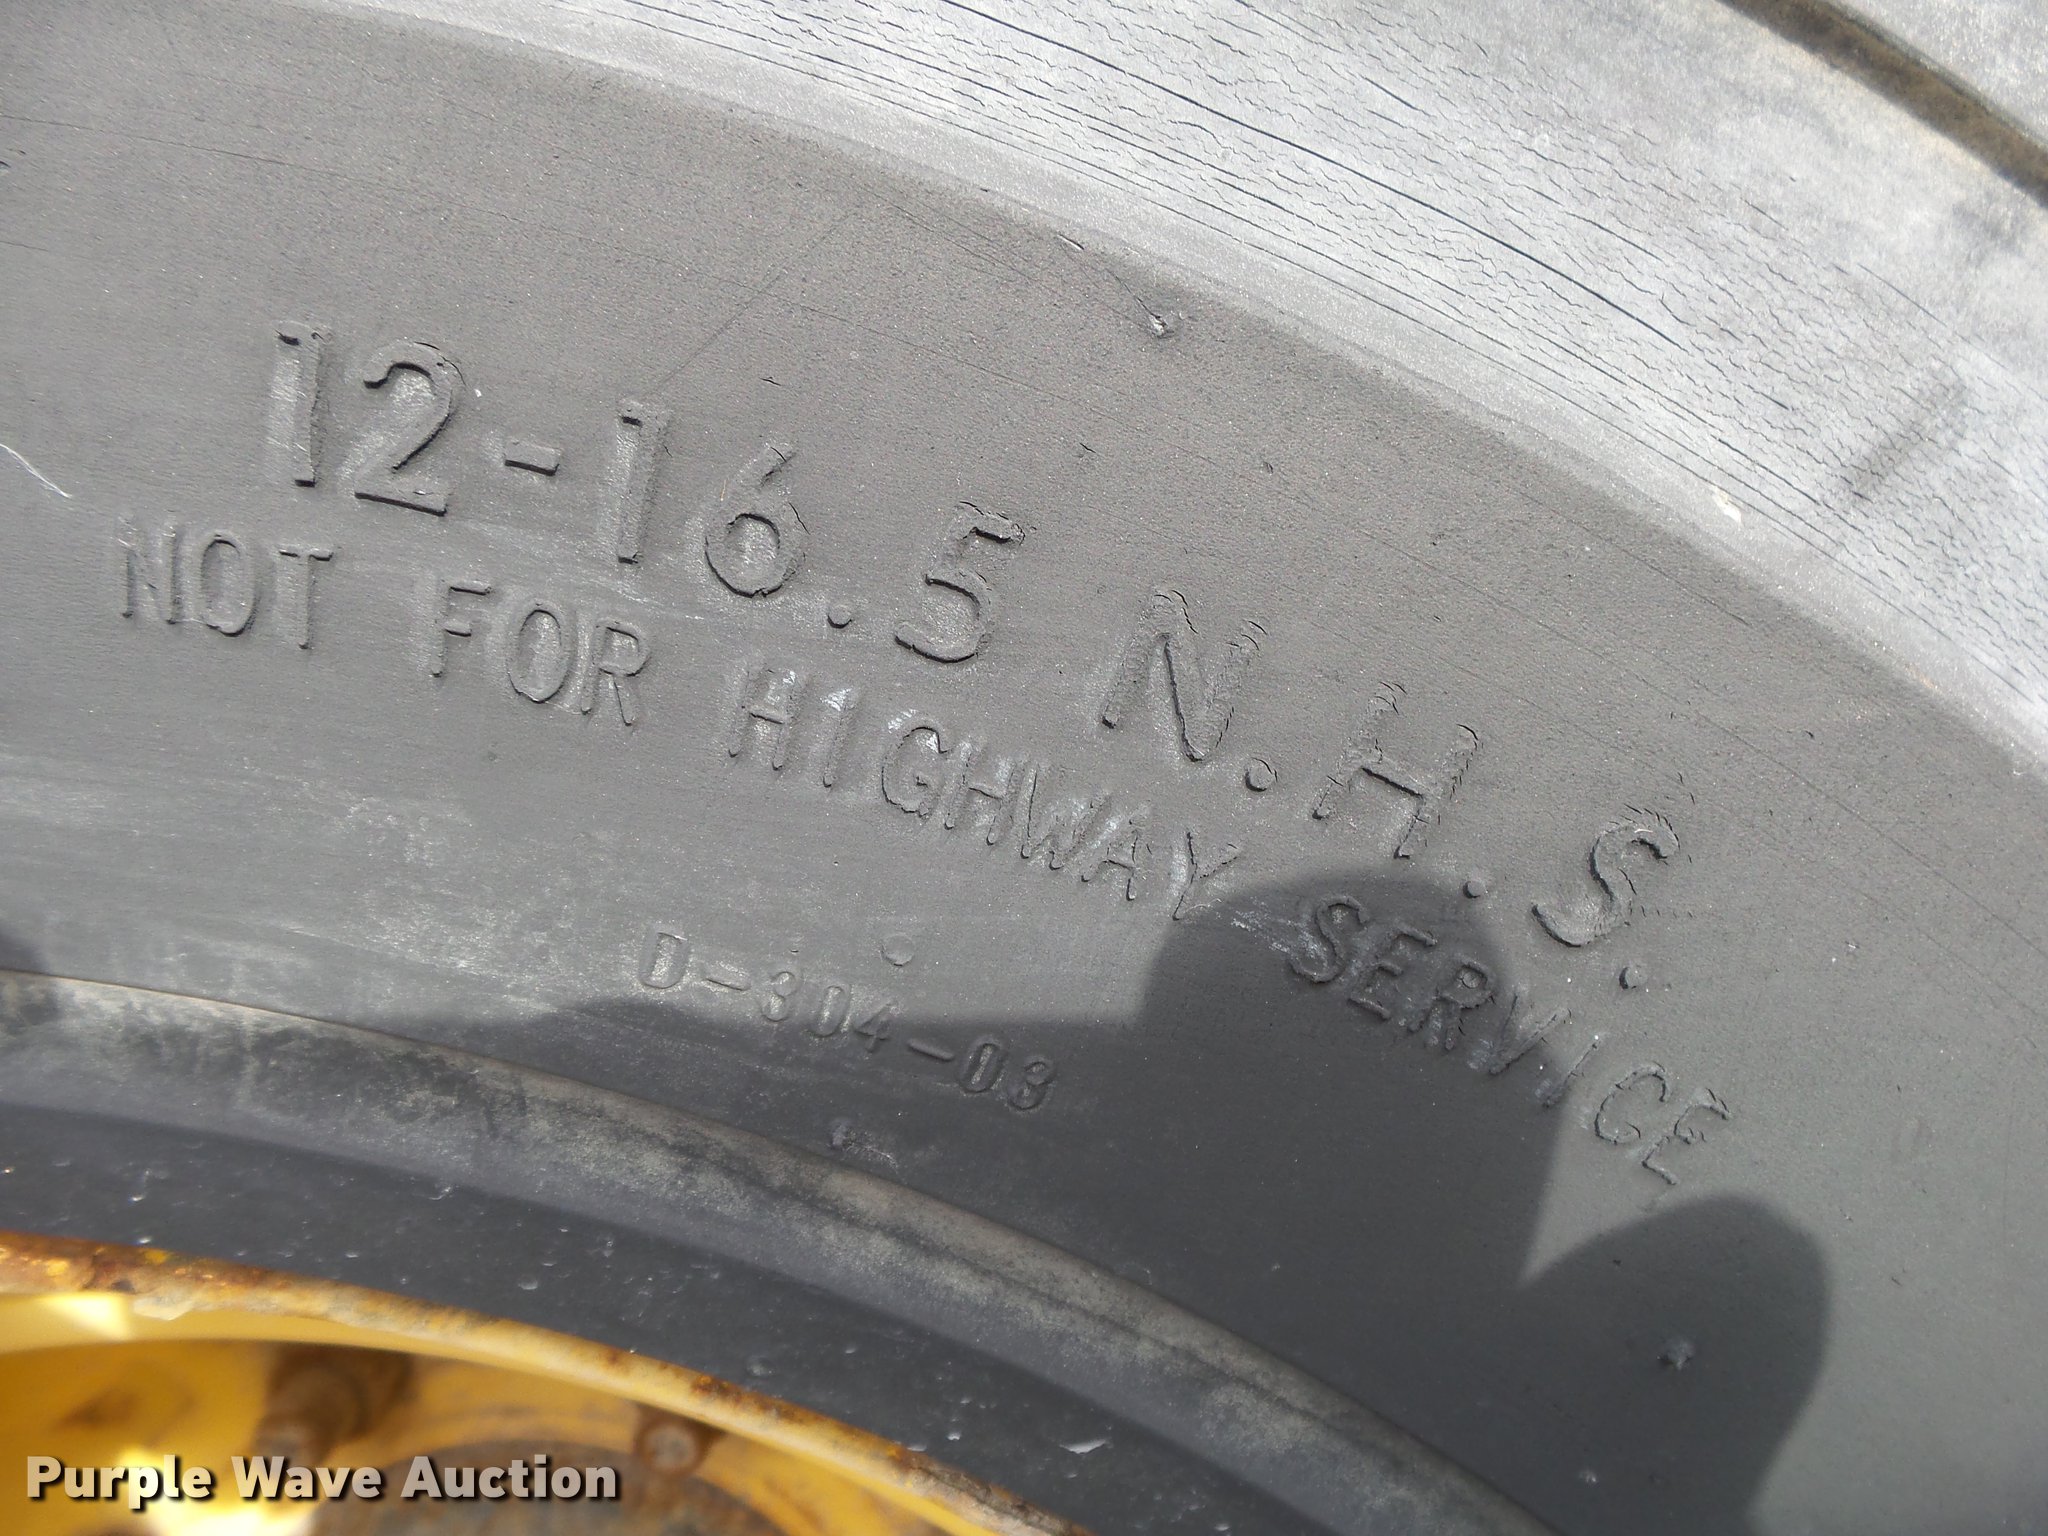 12-16.5 N.H.S.
NOT FOR HIGHWAY SERVICE
D-304-03
Purple Wave Auction